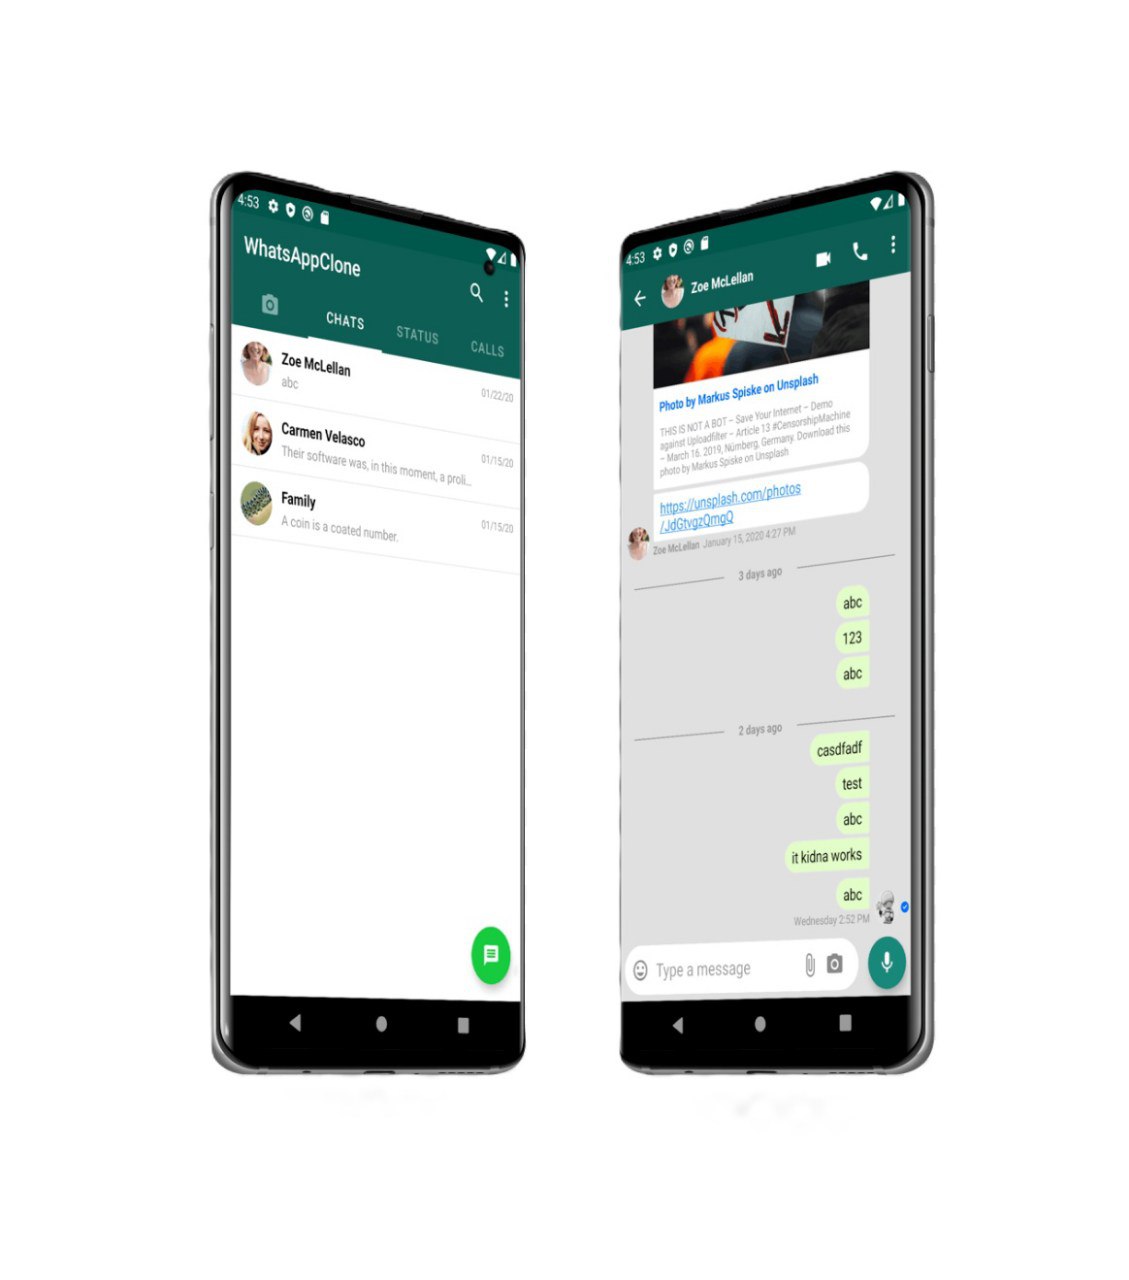 4:53
WhatsAppClone
CHATS
STATUS
CALLS
Zoe McLellan
abc
01/22/20
Carmen Velasco
Their software was, in this moment, a proli...
01/15/20
Family
A coin is a coated number.
01/15/20
4:53
Zoe McLellan
Photo by Markus Spiske on Unsplash
THIS IS NOT A BOT – Save Your Internet – Demo
against Uploadfilter – Article 13 #CensorshipMachine
– March 16. 2019, Nürnberg, Germany. Download this
photo by Markus Spiske on Unsplash
https://unsplash.com/photos
/JdGtvgzQmgQ
Zoe McLellan January 15, 2020 4:27 PM
3 days ago
abc
123
abc
2 days ago
casdfadf
test
abc
it kidna works
abc
Wednesday 2:52 PM
Type a message